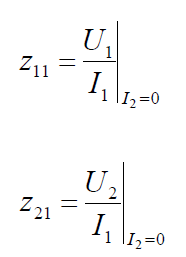 z₁₁ = U₁/I₁ |I₂=0
z₂₁ = U₂/I₁ |I₂=0